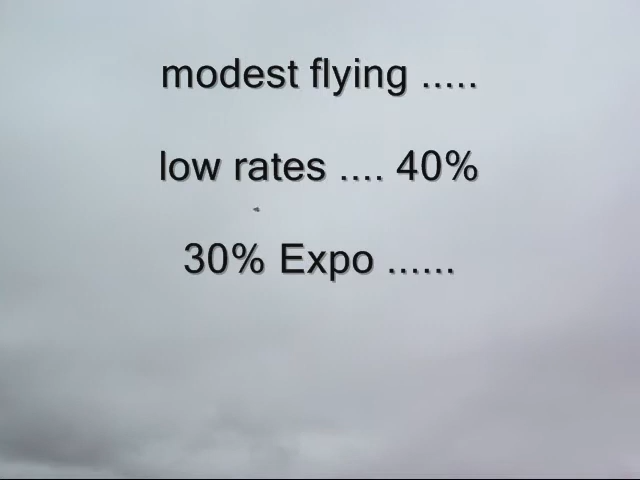 modest flying .....
low rates .... 40%
30% Expo ......